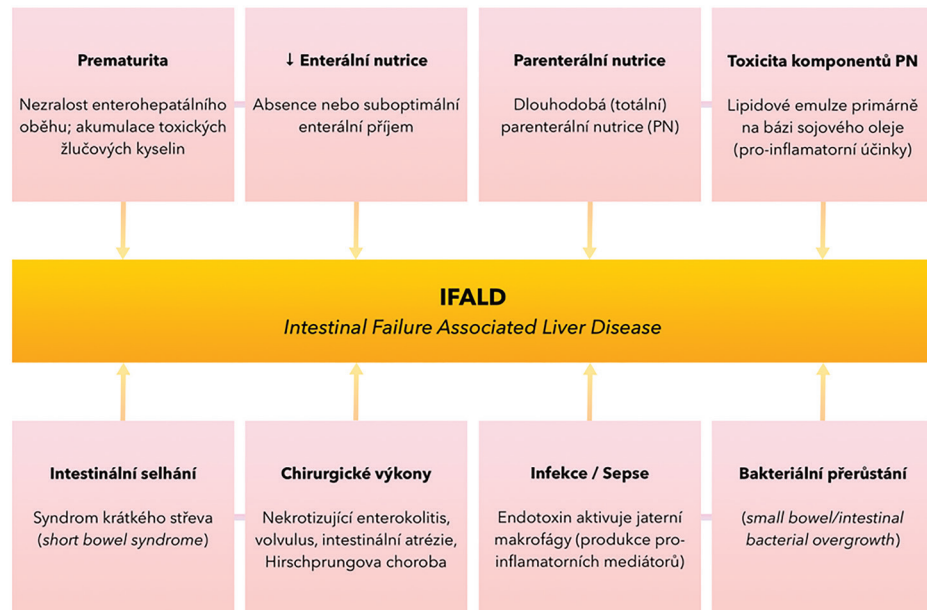 Prematurita
Nezralost enterohepatálního
oběhu; akumulace toxických
žlučových kyselin
↓ Enterální nutrice
Absence nebo suboptimální
enterální příjem
Parenterální nutrice
Dlouhodobá (totální)
parenterální nutrice (PN)
Toxicita komponentů PN
Lipidové emulze primárně
na bázi sojového oleje
(pro-inflamatorní účinky)
IFALD
Intestinal Failure Associated Liver Disease
Intestinální selhání
Syndrom krátkého střeva
(short bowel syndrome)
Chirurgické výkony
Nekrotizující enterokolitis,
volvulus, intestinální atrézie,
Hirschprungova choroba
Infekce / Sepse
Endotoxin aktivuje jaterní
makrofágy (produkce pro-
inflamatorních mediátorů)
Bakteriální přerůstání
(small bowel/intestinal
bacterial overgrowth)